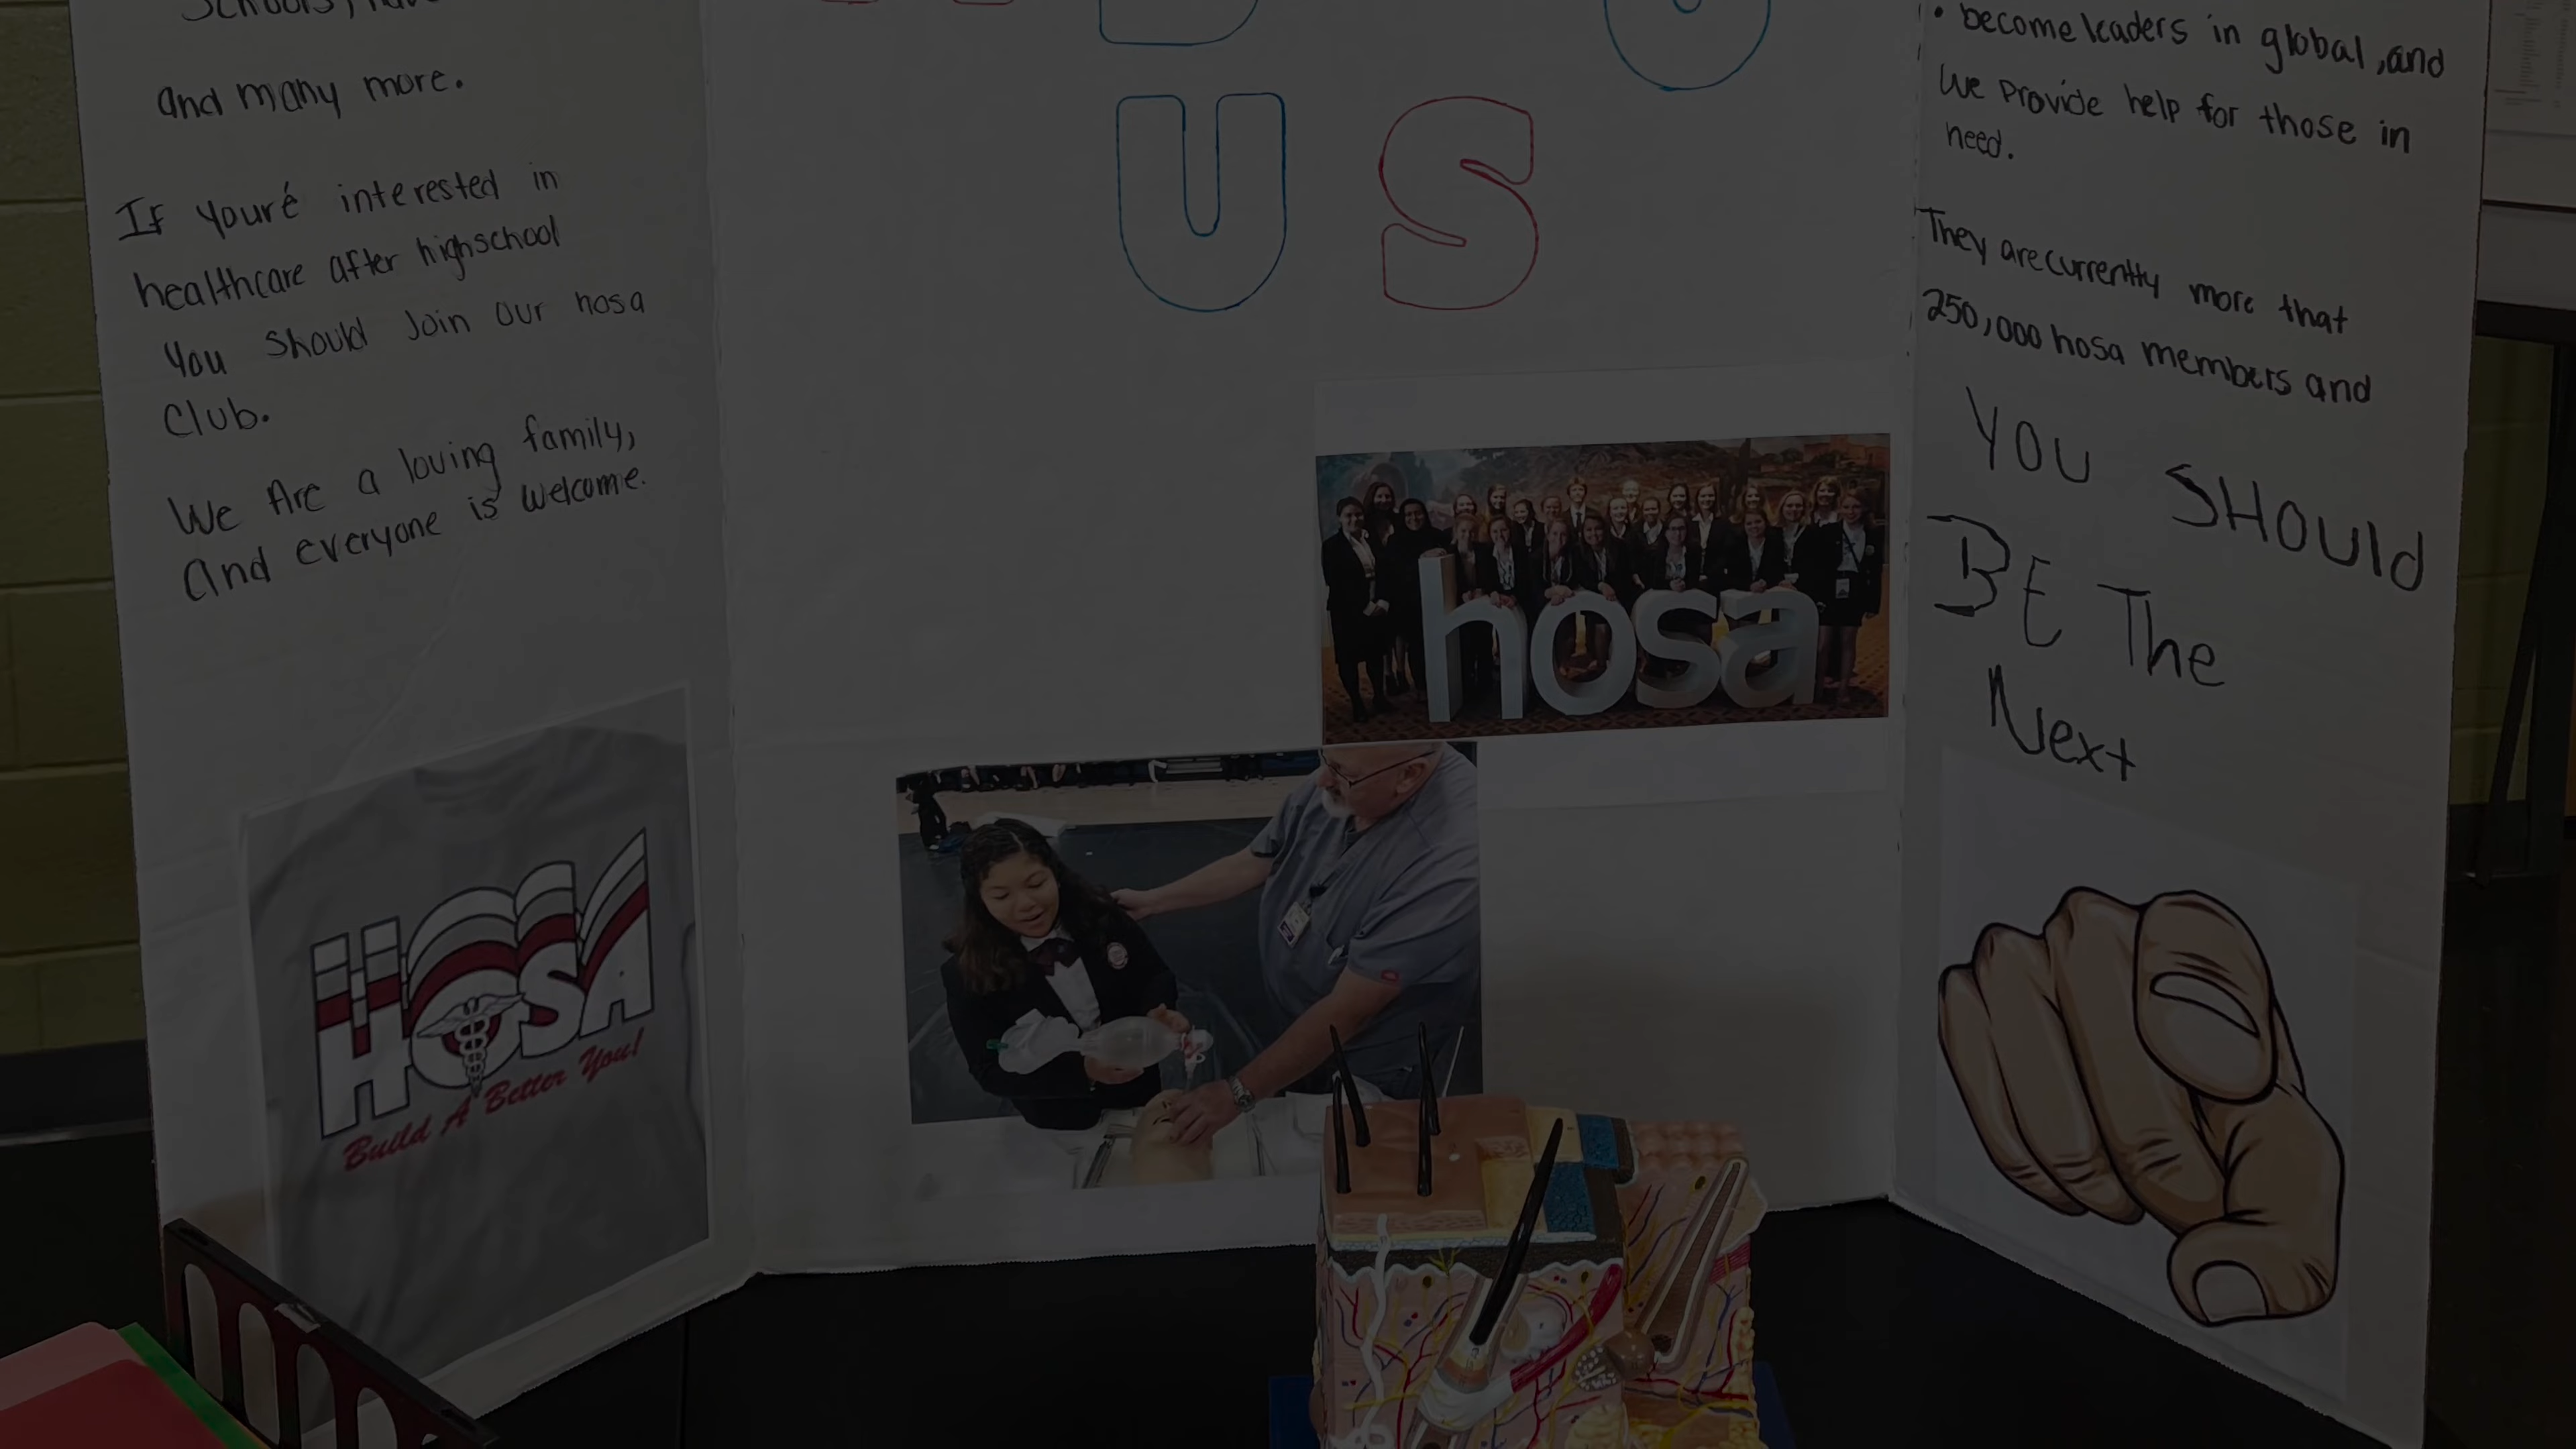 and many more.
If youré interested in
healthcare after highschool
you should Join our hosa
Club.
We Are a loving family,
And everyone is welcome.
HOSA
Build A Better You!
US
hosa
• become leaders in global, and
we provide help for those in
need.
They are currently more that
250,000 hosa members and
YOU SHOULD
BE The
Next